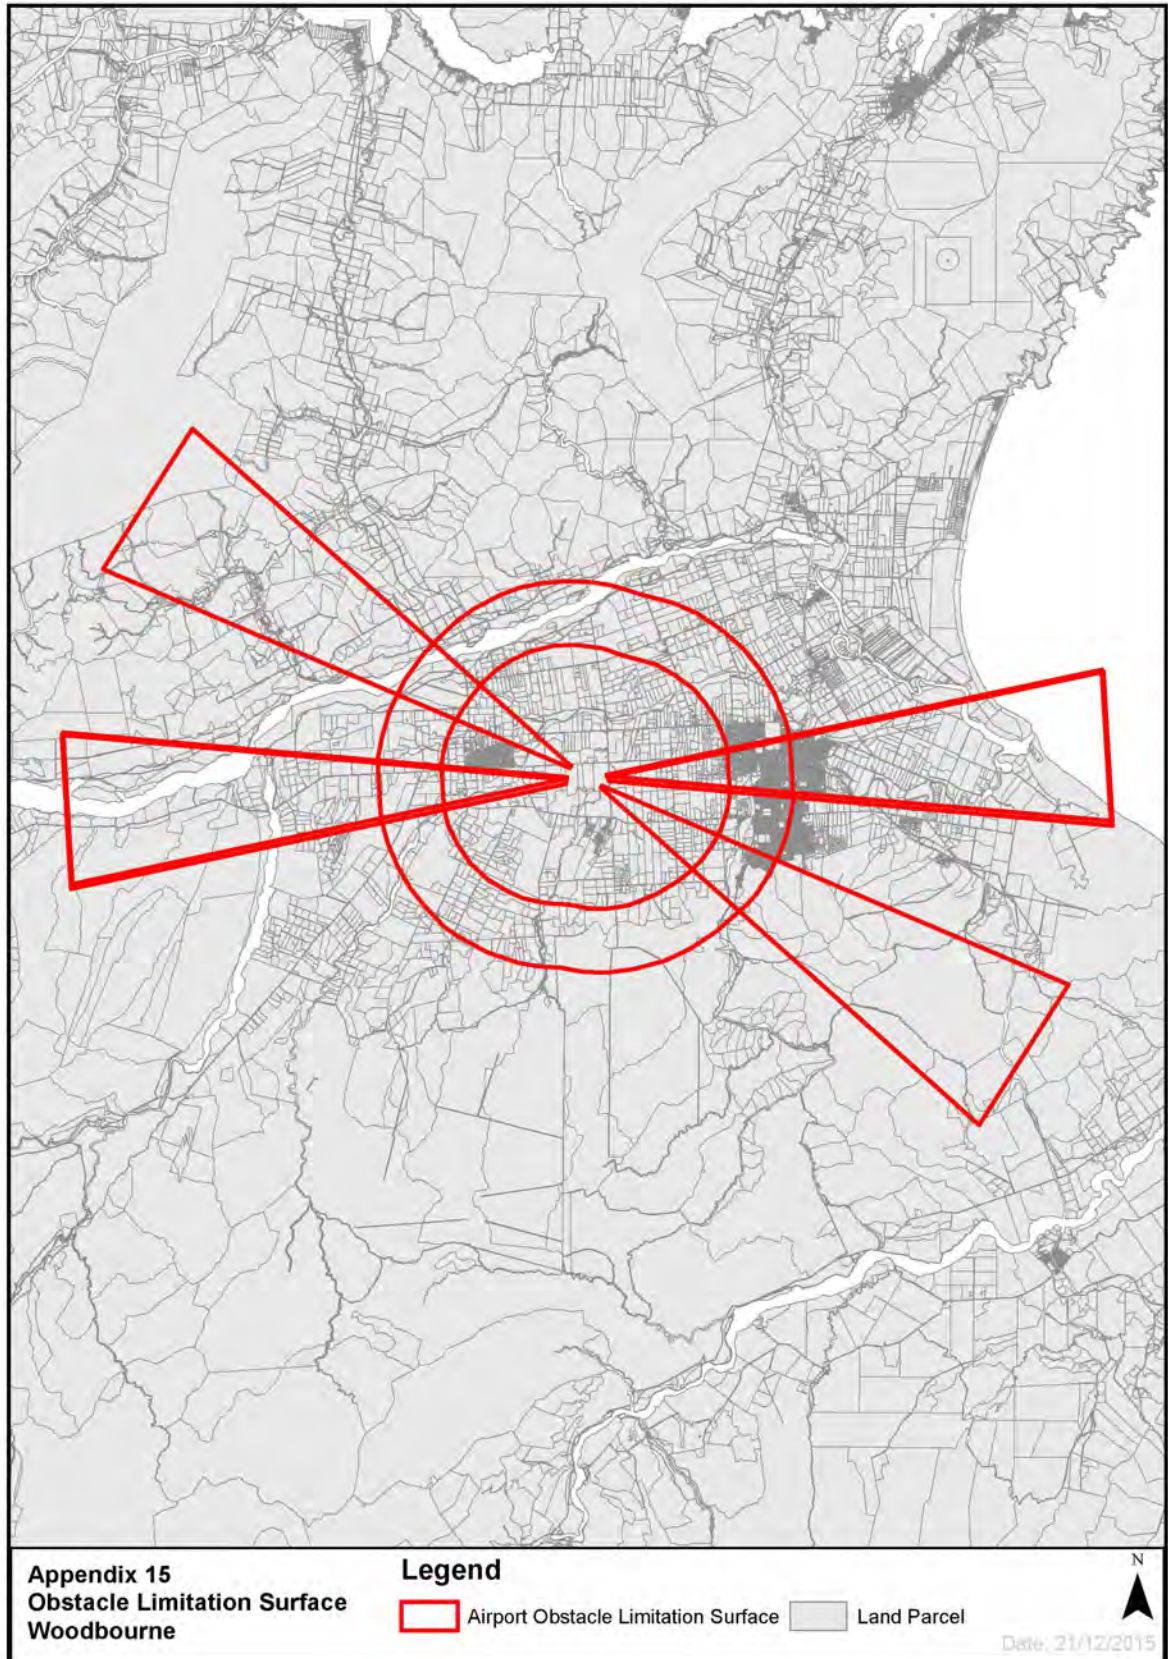 Appendix 15
Obstacle Limitation Surface
Woodbourne
Legend
Airport Obstacle Limitation Surface
Land Parcel
N
Date: 21/12/2015